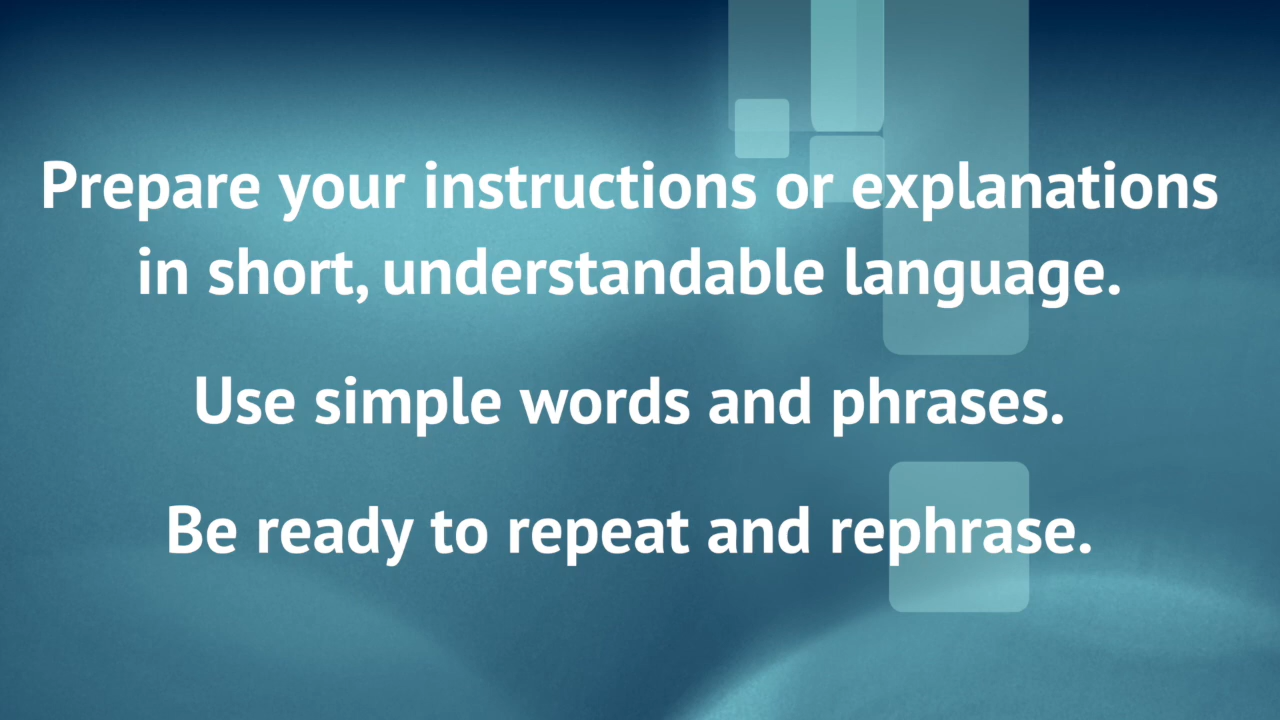 Prepare your instructions or explanations
in short, understandable language.
Use simple words and phrases.
Be ready to repeat and rephrase.